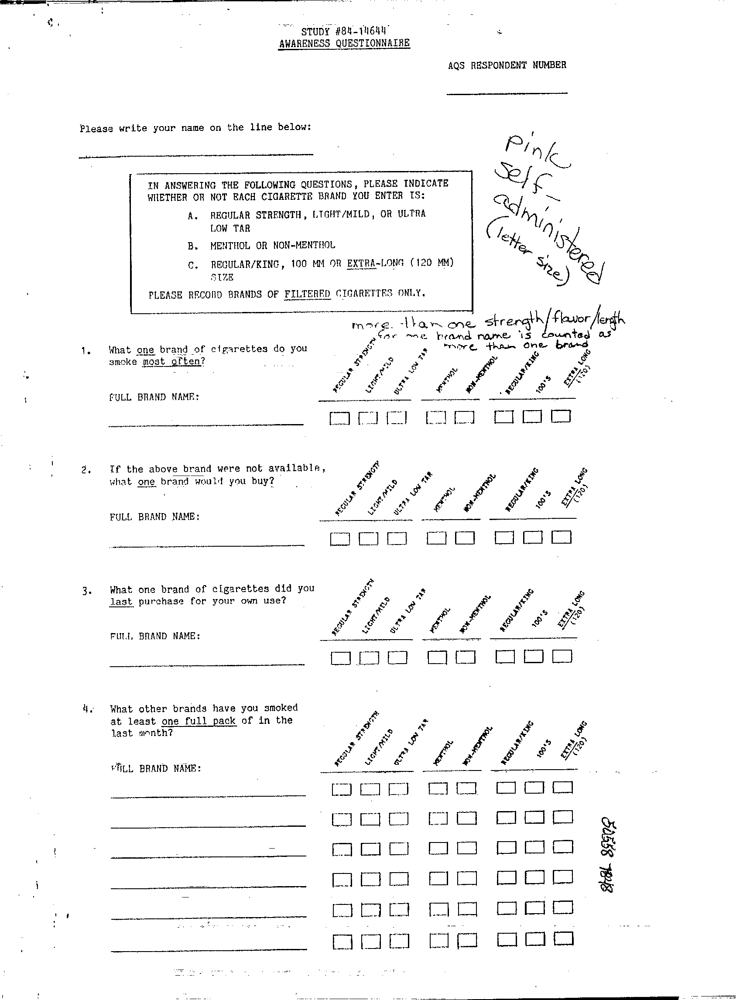 STUDY #84-14644
AWARENESS QUESTIONNAIRE
AQS RESPONDENT NUMBER
Please write your name on the line below:
pink
self-
administered
(letter size)
IN ANSWERING THE FOLLOWING QUESTIONS, PLEASE INDICATE
WHETHER OR NOT EACH CIGARETTE BRAND YOU ENTER IS:
A. REGULAR STRENGTH, LIGHT/MILD, OR ULTRA
LOW TAR
B. MENTHOL OR NON-MENTHOL
C. REGULAR/KING, 100 MM OR EXTRA-LONG (120 MM)
SIZE
PLEASE RECORD BRANDS OF FILTERED CIGARETTES ONLY.
more than one strength/flavor/length
for one brand name is counted as
more than one brand
1. What one brand of cigarettes do you
smoke most often?
REGULAR STRENGTH LIGHT/MILD ULTRA LOW TAR MENTHOL NON-MENTHOL REGULAR/KING 100'S EXTRA LONG (120)
FULL BRAND NAME:
2. If the above brand were not available,
what one brand would you buy?
REGULAR STRENGTH LIGHT/MILD ULTRA LOW TAR MENTHOL NON-MENTHOL REGULAR/KING 100'S EXTRA LONG (120)
FULL BRAND NAME:
3. What one brand of cigarettes did you
last purchase for your own use?
REGULAR STRENGTH LIGHT/MILD ULTRA LOW TAR MENTHOL NON-MENTHOL REGULAR/KING 100'S EXTRA LONG (120)
FULL BRAND NAME:
4. What other brands have you smoked
at least one full pack of in the
last month?
REGULAR STRENGTH LIGHT/MILD ULTRA LOW TAR MENTHOL NON-MENTHOL REGULAR/KING 100'S EXTRA LONG (120)
FULL BRAND NAME: